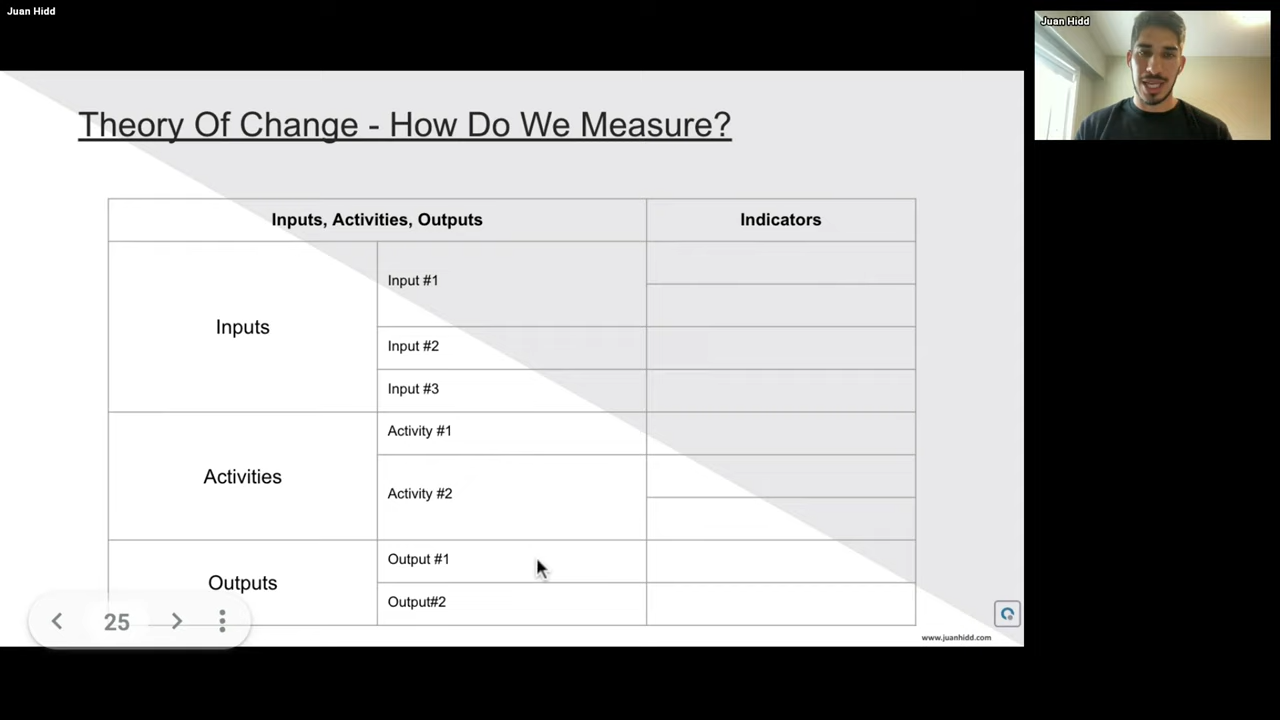 Juan Hidd
Juan Hidd
Theory Of Change - How Do We Measure?
Inputs, Activities, Outputs
Indicators
Inputs
Input #1
Input #2
Input #3
Activities
Activity #1
Activity #2
Outputs
Output #1
Output#2
25
www.juanhidd.com